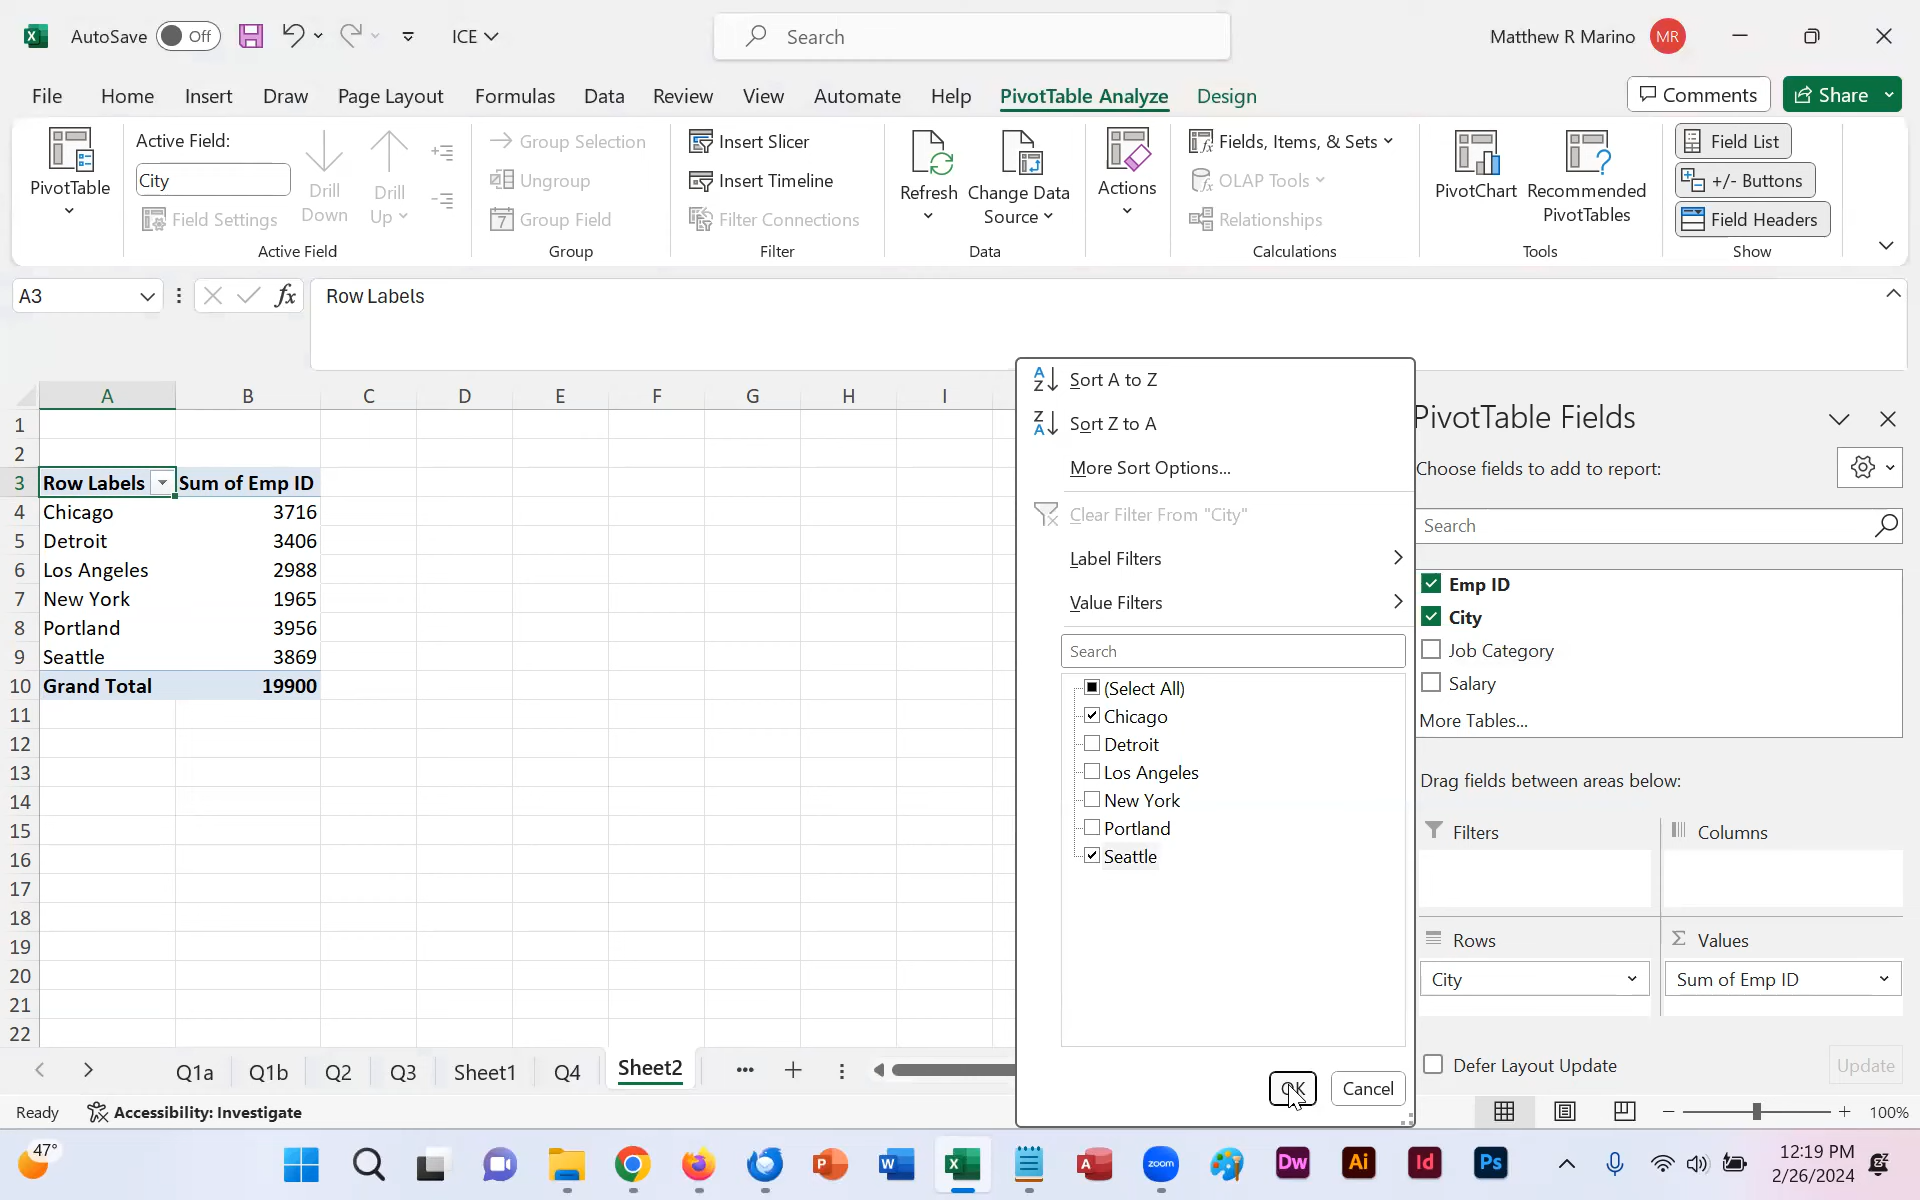 AutoSave Off ICE Search Matthew R Marino MR
File Home Insert Draw Page Layout Formulas Data Review View Automate Help PivotTable Analyze Design Comments Share
PivotTable
Active Field:
City
Field Settings
Drill Down
Drill Up
Active Field
Group Selection
Ungroup
7 Group Field
Group
Insert Slicer
Insert Timeline
Filter Connections
Filter
Refresh
Change Data Source
Data
Actions
Fields, Items, & Sets
OLAP Tools
Relationships
Calculations
PivotChart
Recommended PivotTables
Tools
Field List
+/- Buttons
Field Headers
Show
A3 fx Row Labels
A B C D E F G H I
1
2
3 Row Labels Sum of Emp ID
4 Chicago 3716
5 Detroit 3406
6 Los Angeles 2988
7 New York 1965
8 Portland 3956
9 Seattle 3869
10 Grand Total 19900
11
12
13
14
15
16
17
18
19
20
21
22
Sort A to Z
Sort Z to A
More Sort Options...
Clear Filter From "City"
Label Filters
Value Filters
Search
(Select All)
Chicago
Detroit
Los Angeles
New York
Portland
Seattle
OK Cancel
PivotTable Fields
Choose fields to add to report:
Search
Emp ID
City
Job Category
Salary
More Tables...
Drag fields between areas below:
Filters Columns
Rows Values
City Sum of Emp ID
Defer Layout Update Update
Q1a Q1b Q2 Q3 Sheet1 Q4 Sheet2
Ready Accessibility: Investigate 100%
47°
zoom Dw Ai Id Ps
12:19 PM
2/26/2024